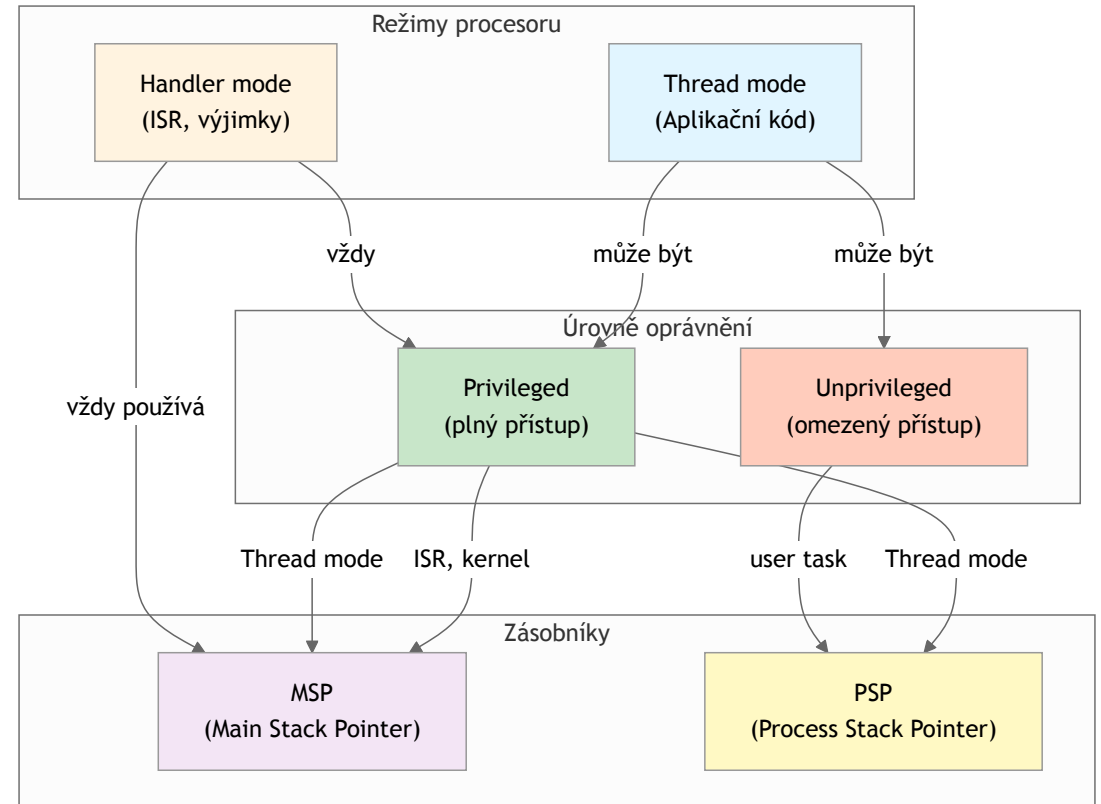 Režimy procesoru
Handler mode
(ISR, výjimky)
Thread mode
(Aplikační kód)
vždy
může být
může být
Úrovně oprávnění
Privileged
(plný přístup)
Unprivileged
(omezený přístup)
vždy používá
Thread mode
ISR, kernel
user task
Thread mode
Zásobníky
MSP
(Main Stack Pointer)
PSP
(Process Stack Pointer)